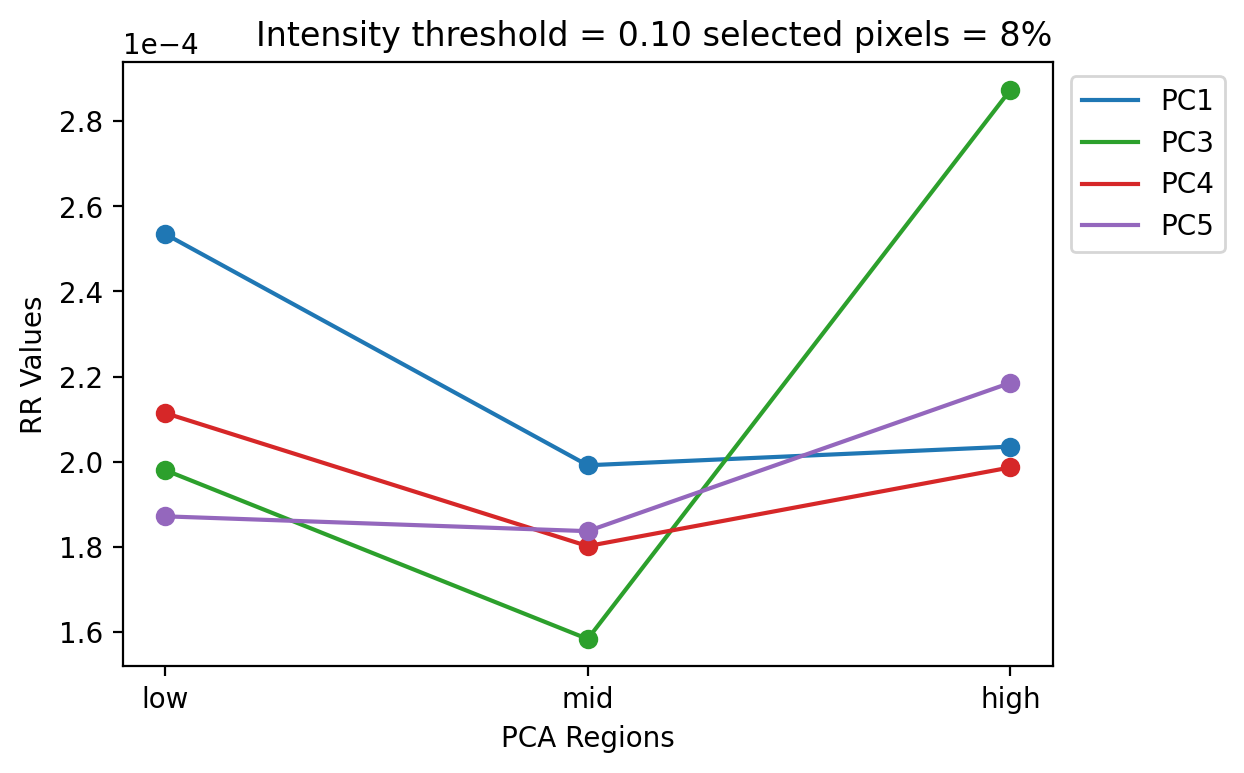 Intensity threshold = 0.10 selected pixels = 8%
1e−4
2.8
2.6
2.4
2.2
2.0
1.8
1.6
RR Values
low
mid
high
PCA Regions
PC1
PC3
PC4
PC5